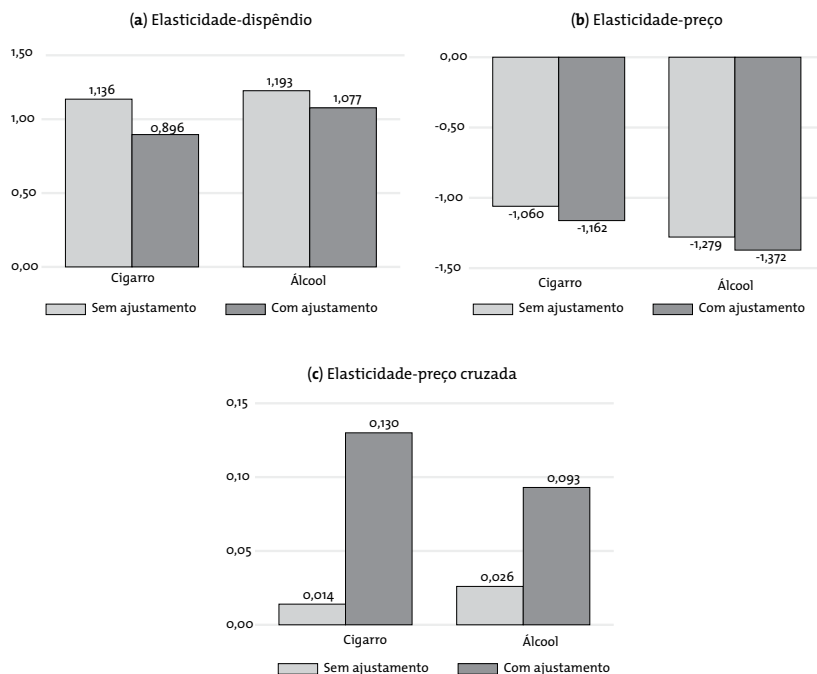 (a) Elasticidade-dispêndio
1,50
1,00
0,50
0,00
1,136
0,896
1,193
1,077
Cigarro
Álcool
Sem ajustamento
Com ajustamento
(b) Elasticidade-preço
0,00
-0,50
-1,00
-1,50
-1,060
-1,162
-1,279
-1,372
Cigarro
Álcool
Sem ajustamento
Com ajustamento
(c) Elasticidade-preço cruzada
0,15
0,10
0,05
0,00
0,014
0,130
0,026
0,093
Cigarro
Álcool
Sem ajustamento
Com ajustamento